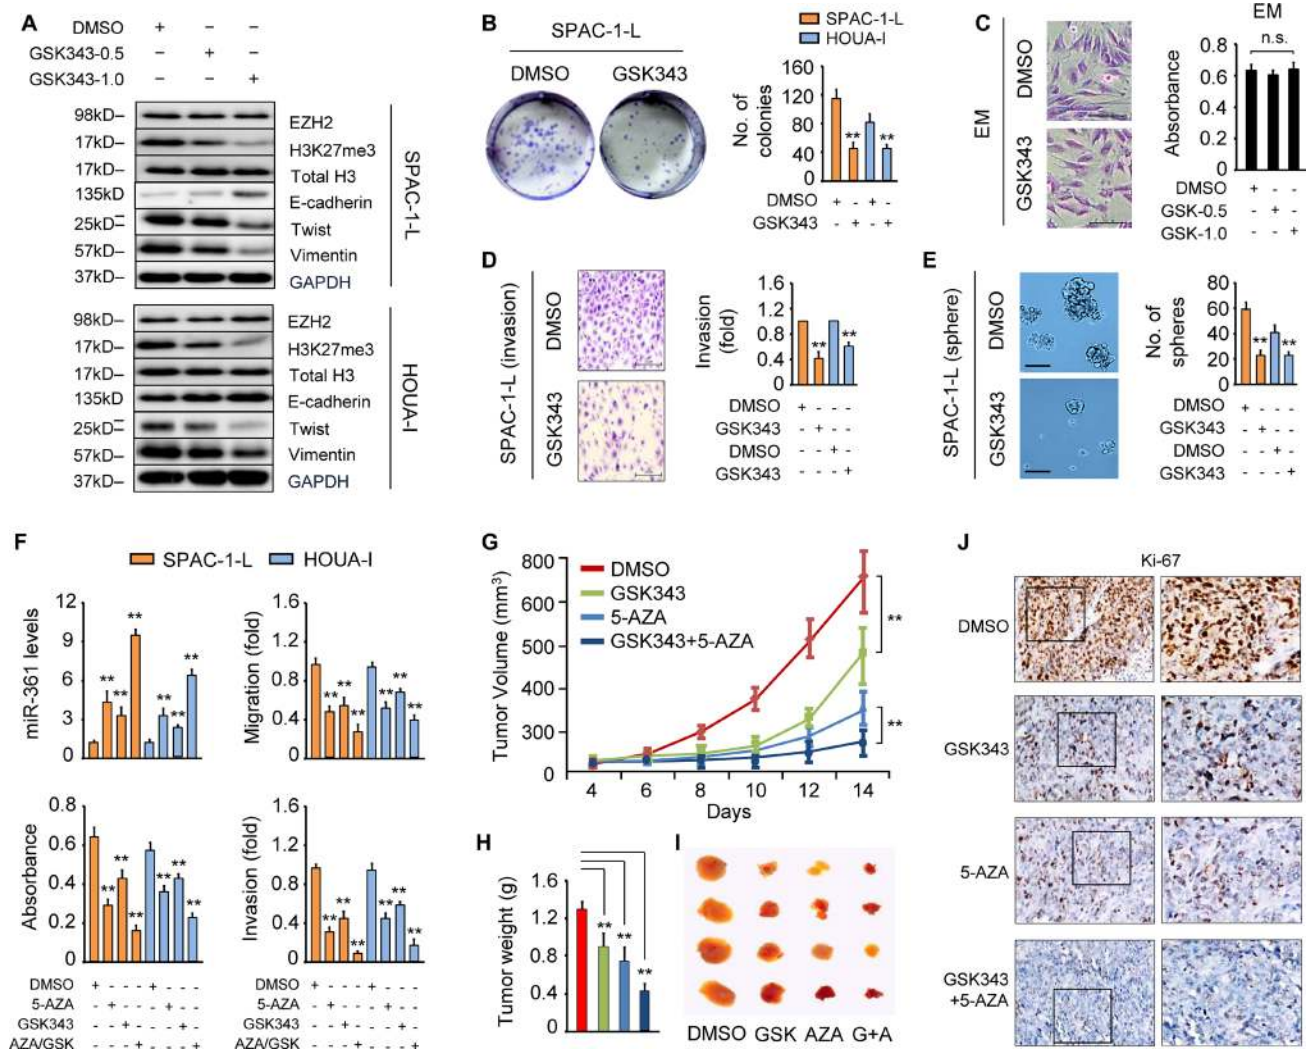 A
DMSO + – –
GSK343-0.5 – + –
GSK343-1.0 – – +
98kD– EZH2
17kD– H3K27me3
17kD– Total H3
135kD E-cadherin
25kD Twist
57kD– Vimentin
37kD– GAPDH
SPAC-1-L
98kD– EZH2
17kD– H3K27me3
17kD– Total H3
135kD E-cadherin
25kD Twist
57kD– Vimentin
37kD– GAPDH
HOUA-I
B
SPAC-1-L
DMSO GSK343
SPAC-1-L
HOUA-I
No. of
colonies
160
120
80
40
0
** **
DMSO + - + -
GSK343 - + - +
C
EM
DMSO
GSK343
EM
n.s.
Absorbance
0.8
0.6
0.4
0.2
0
DMSO + - -
GSK-0.5 - + -
GSK-1.0 - - +
D
SPAC-1-L (invasion)
DMSO
GSK343
Invasion
(fold)
1.6
1.2
0.8
0.4
0
** **
DMSO + - - -
GSK343 - + - -
DMSO - - + -
GSK343 - - - +
E
SPAC-1-L (sphere)
DMSO
GSK343
No. of
spheres
80
60
40
20
0
** **
DMSO + - - -
GSK343 - + - -
DMSO - - + -
GSK343 - - - +
F
SPAC-1-L HOUA-I
miR-361 levels
12
9
6
3
0
** ** ** ** ** **
Migration (fold)
1.6
1.2
0.8
0.4
0
** ** ** ** ** **
Absorbance
0.8
0.6
0.4
0.2
0
** ** ** ** ** **
DMSO + - - - + - - -
5-AZA - + - - - + - -
GSK343 - - + - - - + -
AZA/GSK - - - + - - - +
Invasion (fold)
1.6
1.2
0.8
0.4
0
** ** ** ** ** **
DMSO + - - - + - - -
5-AZA - + - - - + - -
GSK343 - - + - - - + -
AZA/GSK - - - + - - - +
G
Tumor Volume (mm3)
800
600
500
400
300
0
DMSO
GSK343
5-AZA
GSK343+5-AZA
**
**
4 6 8 10 12 14
Days
H
Tumor weight (g)
1.6
1.2
0.8
0.4
0
** ** **
I
DMSO GSK AZA G+A
J
Ki-67
DMSO
GSK343
5-AZA
GSK343
+5-AZA